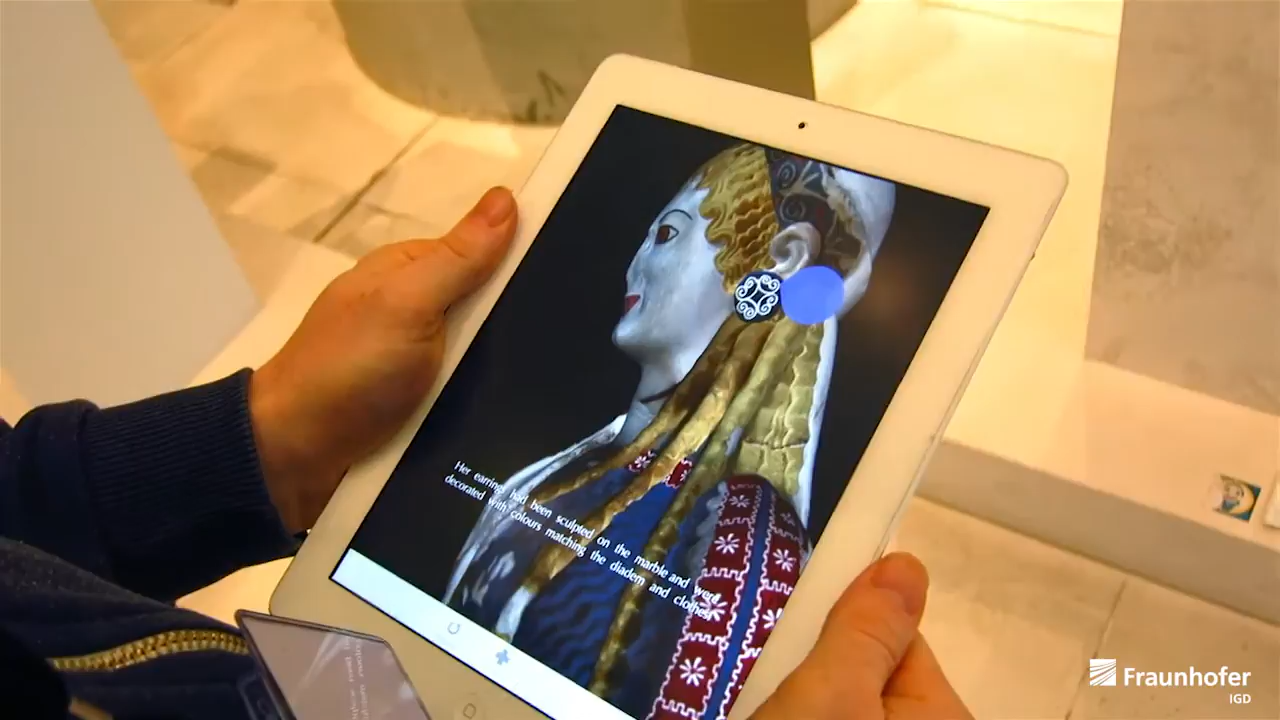 Her earrings had been sculpted on the marble and were
decorated with colours matching the diadem and clothes.
Fraunhofer
IGD